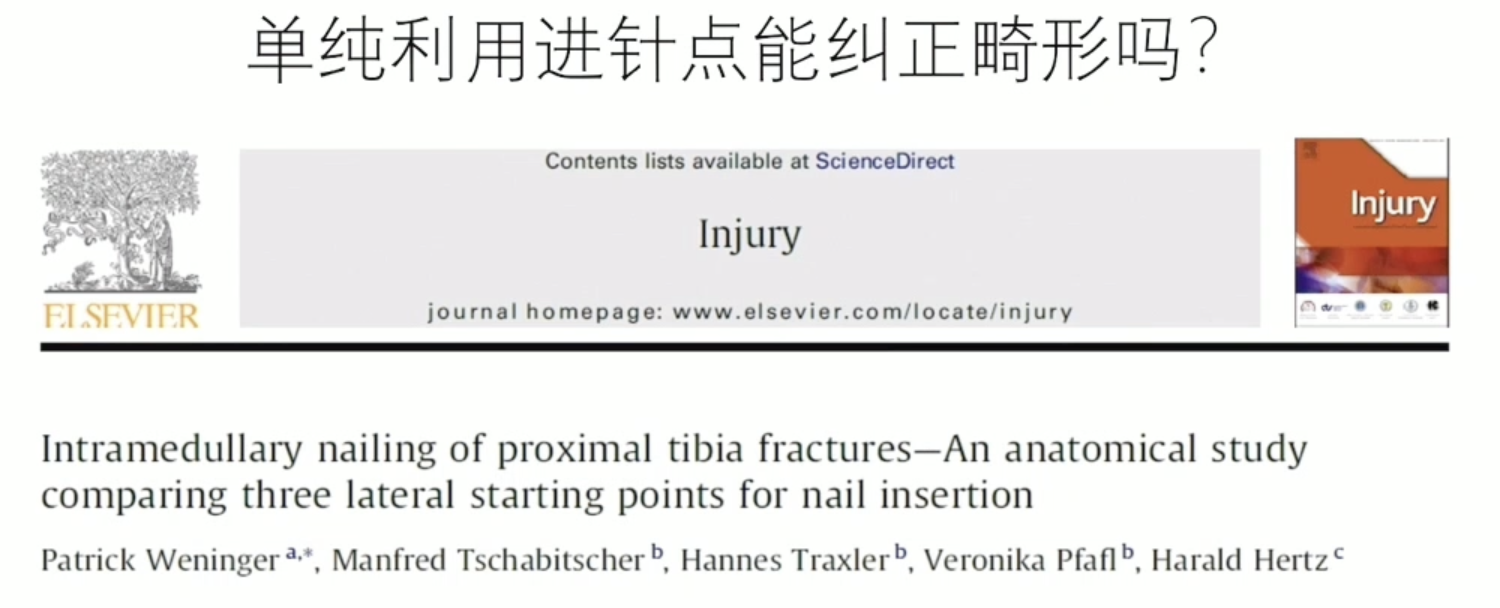 单纯利用进针点能纠正畸形吗?
Contents lists available at ScienceDirect
Injury
journal homepage: www.elsevier.com/locate/injury
ELSEVIER
Injury
Intramedullary nailing of proximal tibia fractures—An anatomical study
comparing three lateral starting points for nail insertion
Patrick Weninger a,*, Manfred Tschabitscher b, Hannes Traxler b, Veronika Pfafl b, Harald Hertz c